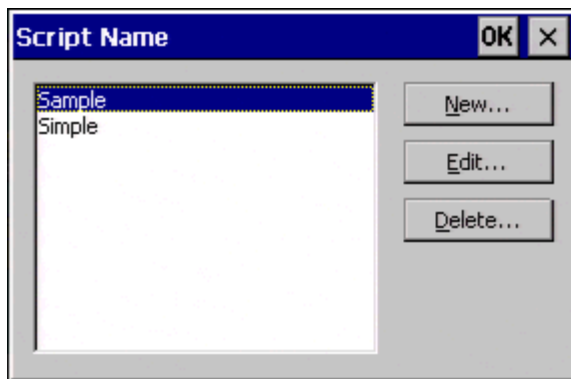 Script Name OK ×
Sample
Simple
New...
Edit...
Delete...